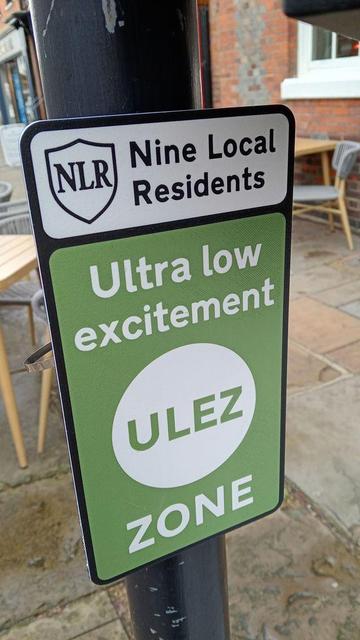 NLR
Nine Local
Residents
Ultra low
excitement
ULEZ
ZONE